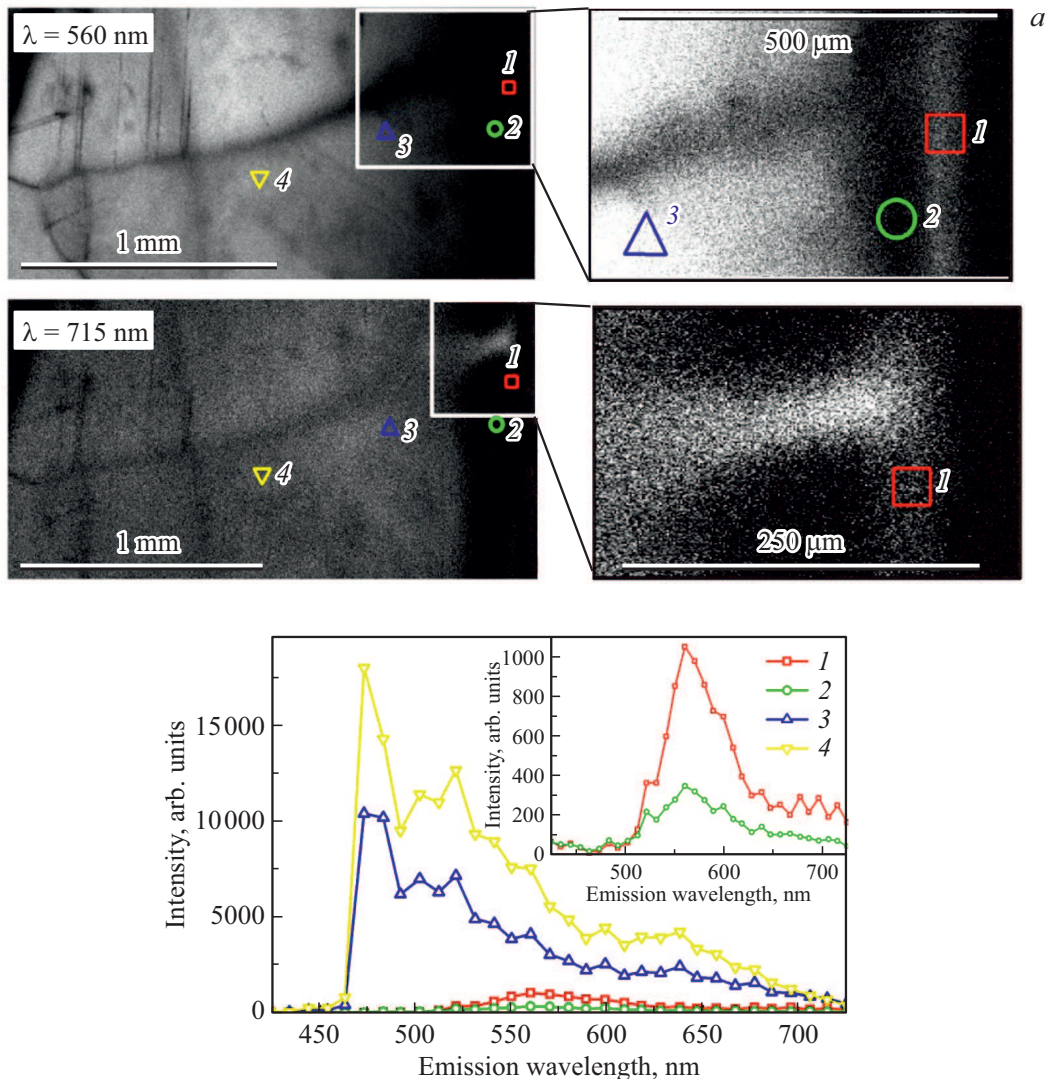 a
λ = 560 nm
1
2
3
4
1 mm
500 μm
1
2
3
λ = 715 nm
1
2
3
4
1 mm
250 μm
1
Intensity, arb. units
15 000
10 000
5000
0
450 500 550 600 650 700
Emission wavelength, nm
Intensity, arb. units
1000
800
600
400
200
0
500 600 700
Emission wavelength, nm
1
2
3
4